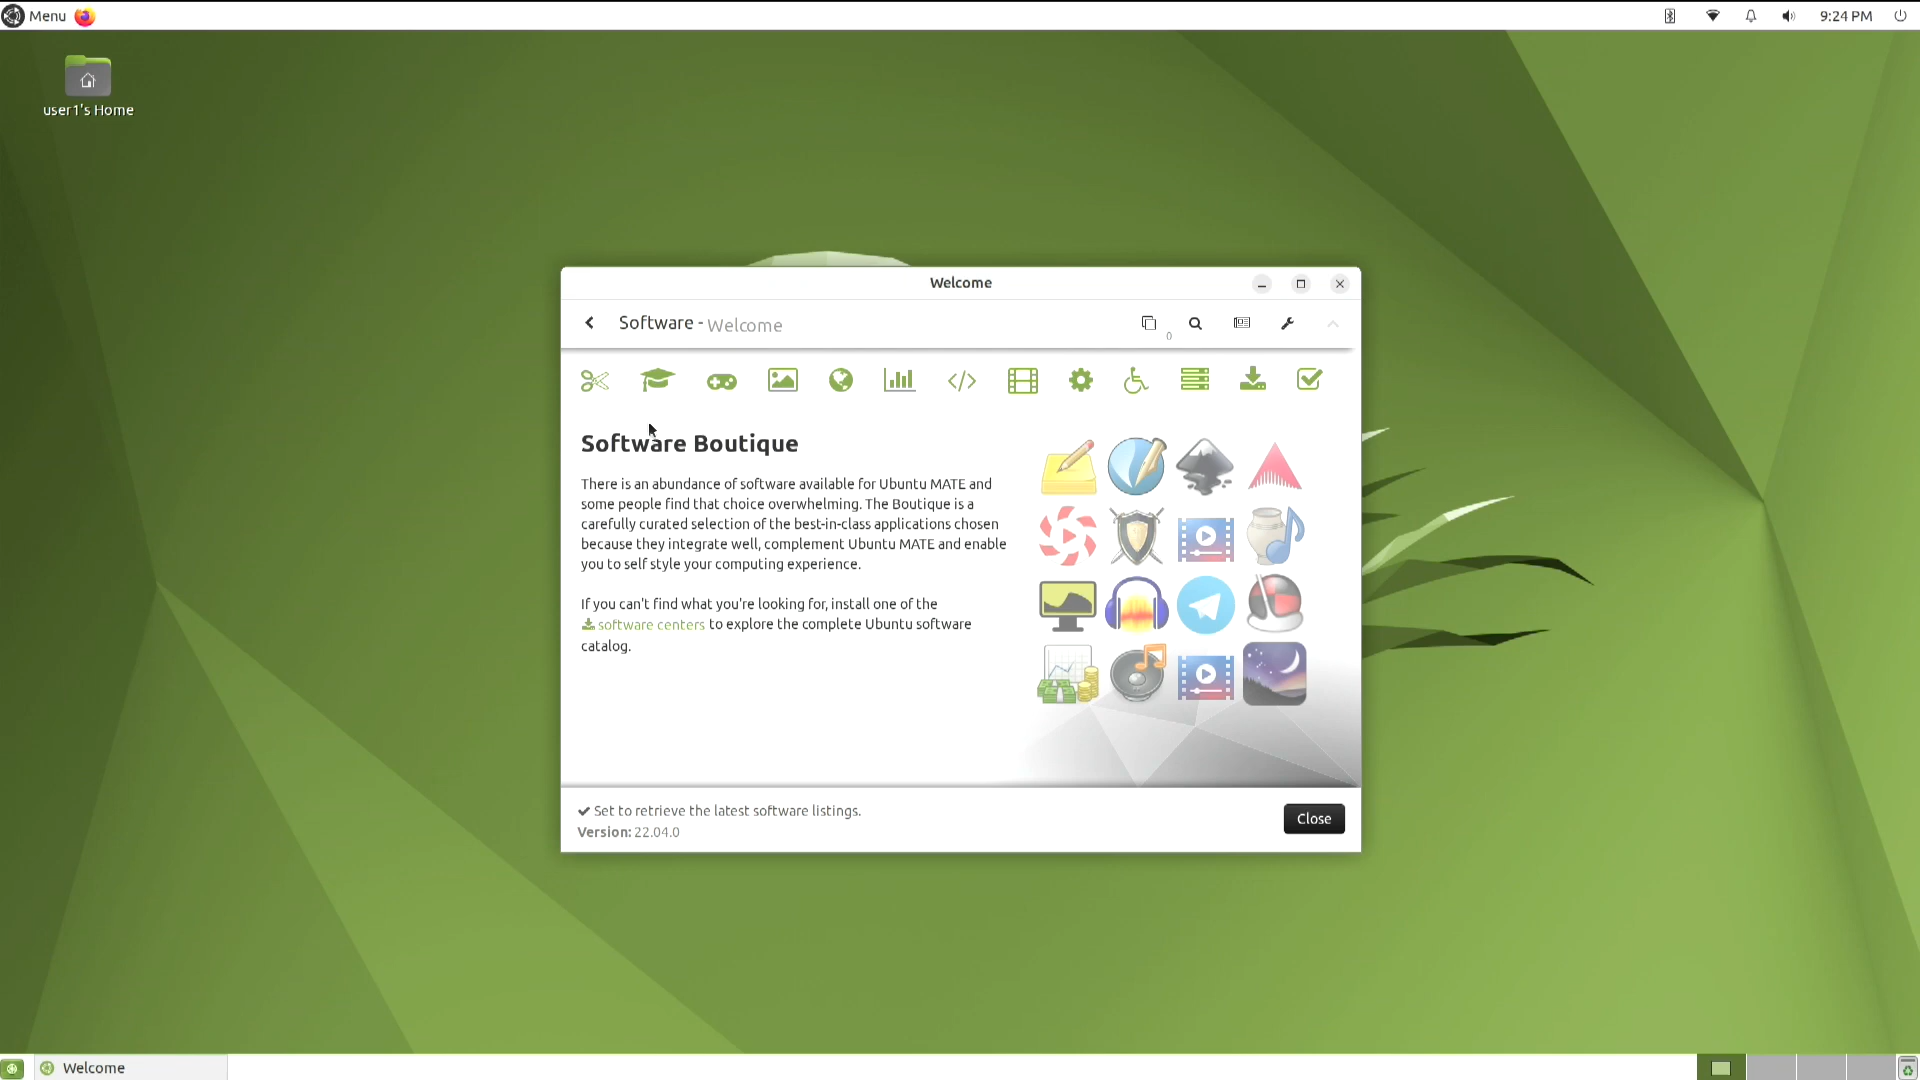 Menu
9:24 PM
user1's Home
Welcome
Software - Welcome
0
Software Boutique
There is an abundance of software available for Ubuntu MATE and
some people find that choice overwhelming. The Boutique is a
carefully curated selection of the best-in-class applications chosen
because they integrate well, complement Ubuntu MATE and enable
you to self style your computing experience.
If you can't find what you're looking for, install one of the
software centers to explore the complete Ubuntu software
catalog.
Set to retrieve the latest software listings.
Version: 22.04.0
Close
Welcome